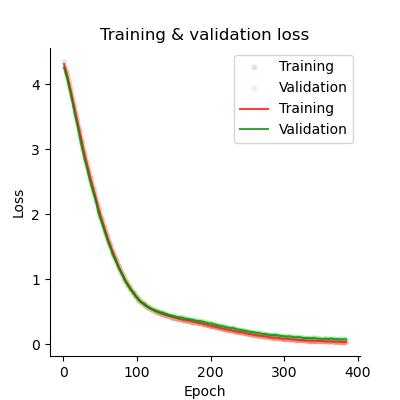 Training & validation loss
Training
Validation
Training
Validation
Loss
4
3
2
1
0
0 100 200 300 400
Epoch